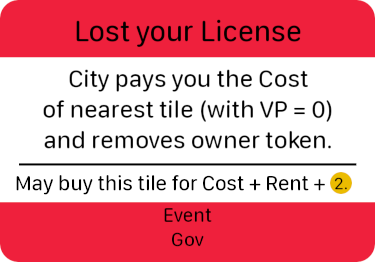 Lost your License
City pays you the Cost
of nearest tile (with VP = 0)
and removes owner token.
May buy this tile for Cost + Rent + 2.
Event
Gov